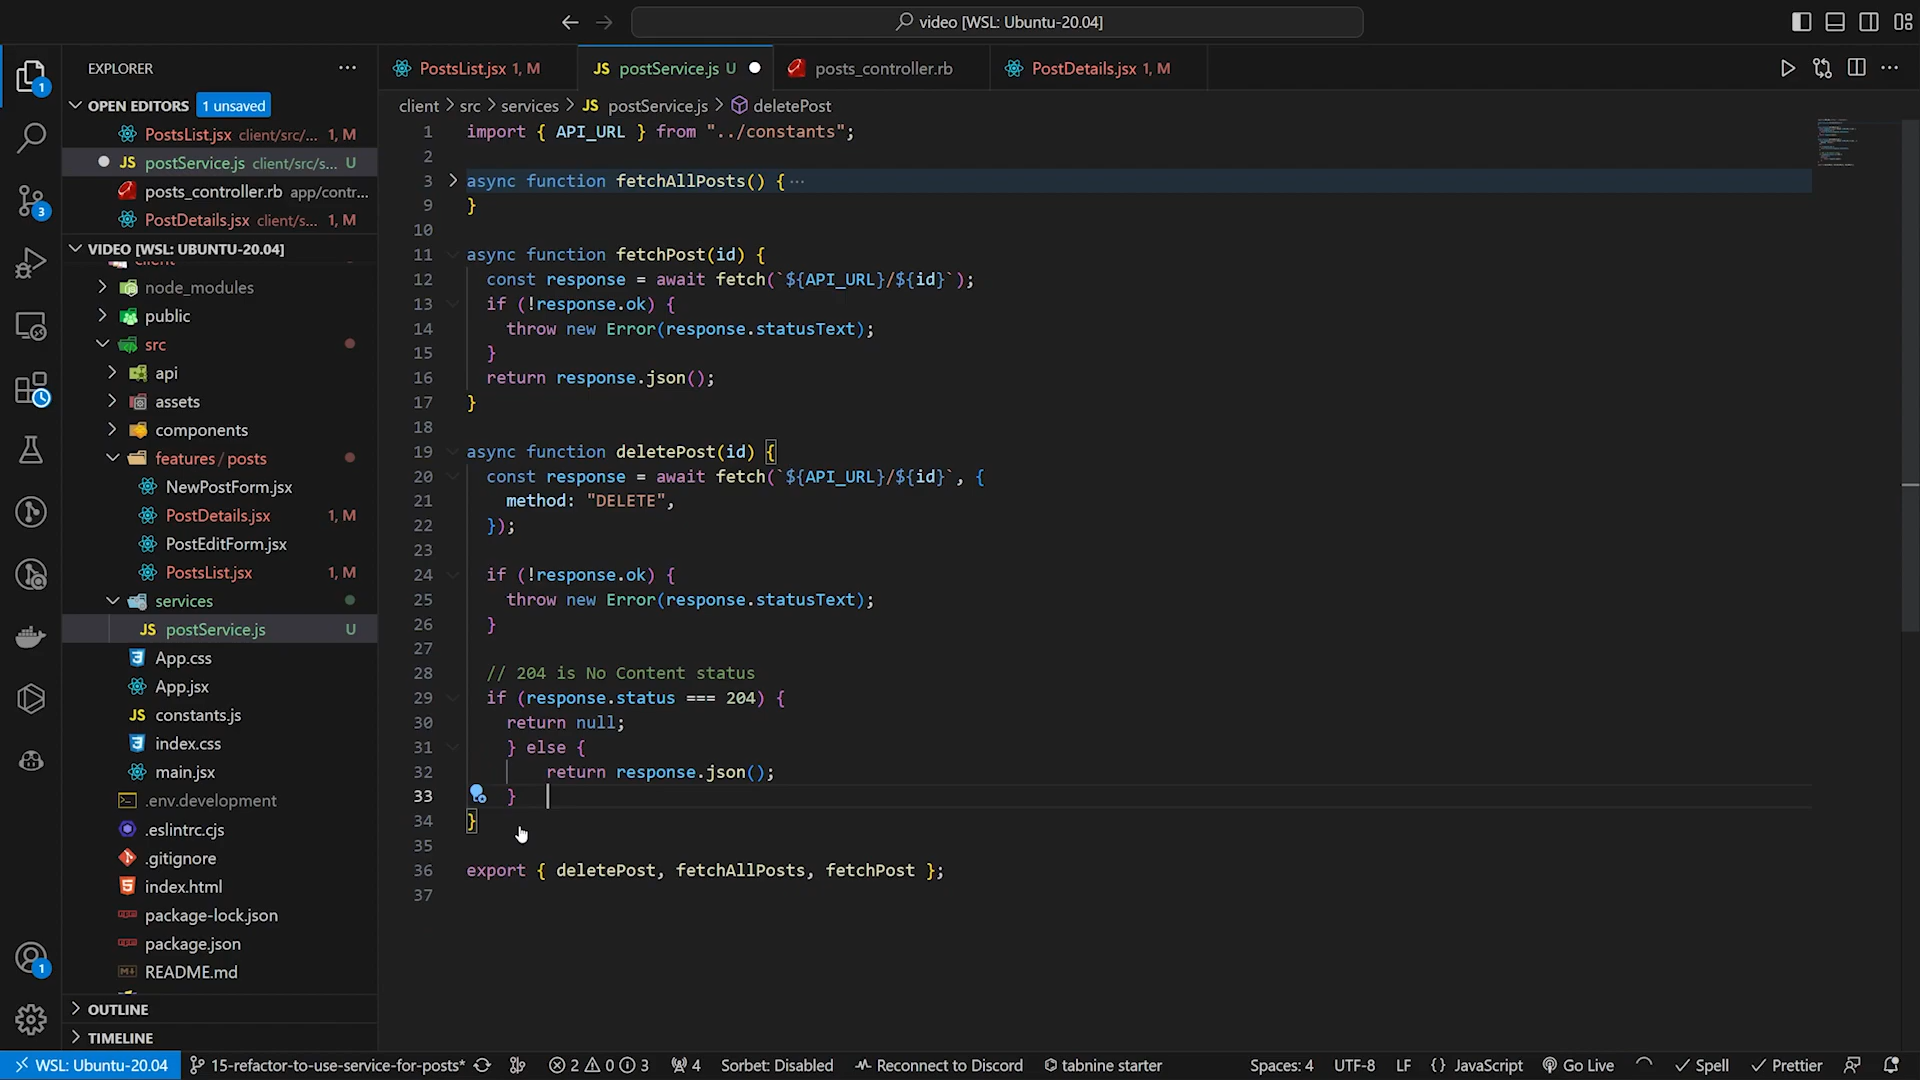 video [WSL: Ubuntu-20.04]
EXPLORER
OPEN EDITORS 1 unsaved
PostsList.jsx client/src/... 1, M
JS postService.js client/src/s... U
posts_controller.rb app/contr...
PostDetails.jsx client/s... 1, M
VIDEO [WSL: UBUNTU-20.04]
client
node_modules
public
src
api
assets
components
features / posts
NewPostForm.jsx
PostDetails.jsx 1, M
PostEditForm.jsx
PostsList.jsx 1, M
services
JS postService.js U
App.css
App.jsx
JS constants.js
index.css
main.jsx
.env.development
.eslintrc.cjs
.gitignore
index.html
package-lock.json
package.json
README.md
OUTLINE
TIMELINE
1
3
1
PostsList.jsx 1, M
JS postService.js U
posts_controller.rb
PostDetails.jsx 1, M
client > src > services > JS postService.js > deletePost
1 import { API_URL } from "../constants";
2
3 async function fetchAllPosts() { ...
9 }
10
11 async function fetchPost(id) {
12 const response = await fetch(`${API_URL}/${id}`);
13 if (!response.ok) {
14 throw new Error(response.statusText);
15 }
16 return response.json();
17 }
18
19 async function deletePost(id) {
20 const response = await fetch(`${API_URL}/${id}`, {
21 method: "DELETE",
22 });
23
24 if (!response.ok) {
25 throw new Error(response.statusText);
26 }
27
28 // 204 is No Content status
29 if (response.status === 204) {
30 return null;
31 } else {
32 return response.json();
33 }
34 }
35
36 export { deletePost, fetchAllPosts, fetchPost };
37
WSL: Ubuntu-20.04 15-refactor-to-use-service-for-posts* 2 0 3 4 Sorbet: Disabled Reconnect to Discord tabnine starter Spaces: 4 UTF-8 LF {} JavaScript Go Live Spell Prettier